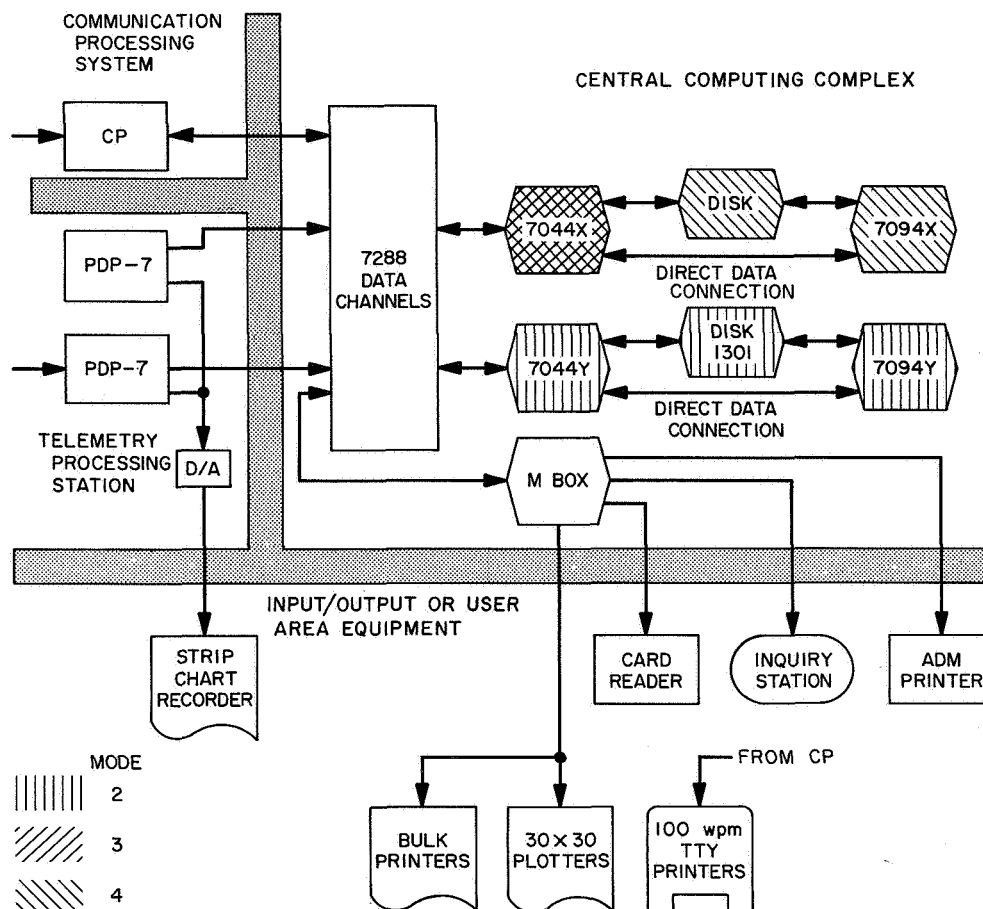 COMMUNICATION
PROCESSING
SYSTEM
CENTRAL COMPUTING COMPLEX
CP
PDP-7
PDP-7
7288
DATA
CHANNELS
7044X
DISK
7094X
DIRECT DATA
CONNECTION
7044Y
DISK
1301
7094Y
DIRECT DATA
CONNECTION
TELEMETRY
PROCESSING
STATION
D/A
M BOX
INPUT/OUTPUT OR USER
AREA EQUIPMENT
STRIP
CHART
RECORDER
CARD
READER
INQUIRY
STATION
ADM
PRINTER
FROM CP
MODE
2
3
4
BULK
PRINTERS
30×30
PLOTTERS
100 wpm
TTY
PRINTERS